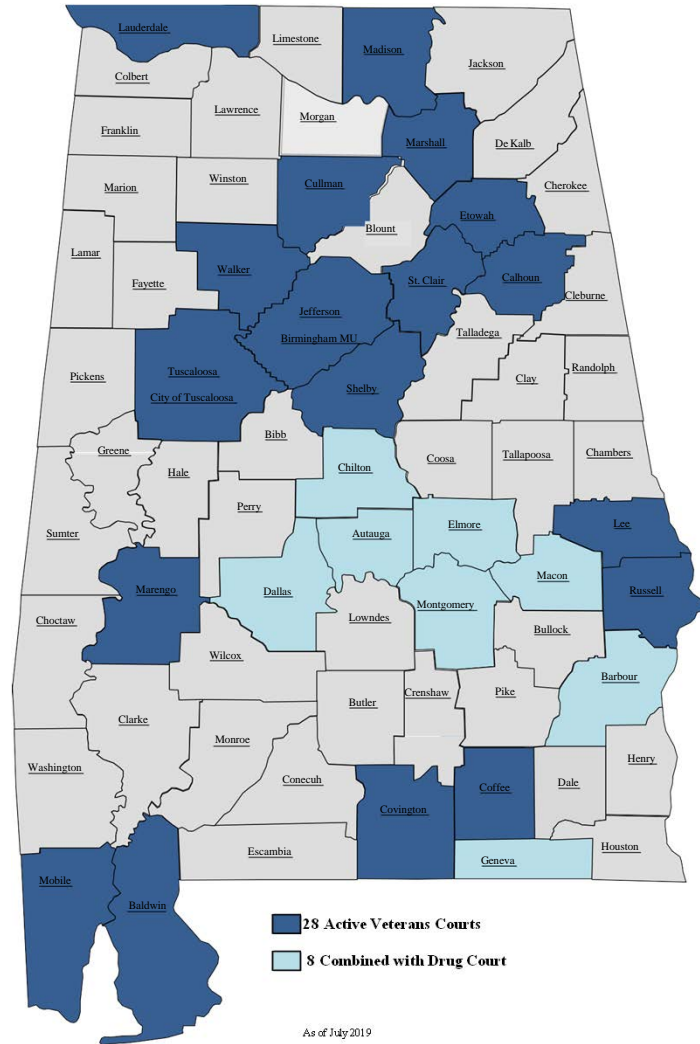 Lauderdale
Limestone
Madison
Jackson
Colbert
Lawrence
Morgan
Franklin
Marshall
De Kalb
Marion
Winston
Cullman
Cherokee
Etowah
Blount
Lamar
Fayette
Walker
St. Clair
Calhoun
Cleburne
Jefferson
Birmingham MU
Talladega
Pickens
Tuscaloosa
City of Tuscaloosa
Shelby
Clay
Randolph
Bibb
Greene
Hale
Chilton
Coosa
Tallapoosa
Chambers
Perry
Sumter
Autauga
Elmore
Lee
Marengo
Dallas
Macon
Russell
Montgomery
Choctaw
Lowndes
Bullock
Wilcox
Barbour
Clarke
Butler
Crenshaw
Pike
Monroe
Washington
Conecuh
Henry
Coffee
Dale
Covington
Escambia
Geneva
Houston
Mobile
Baldwin
28 Active Veterans Courts
8 Combined with Drug Court
As of July 2019